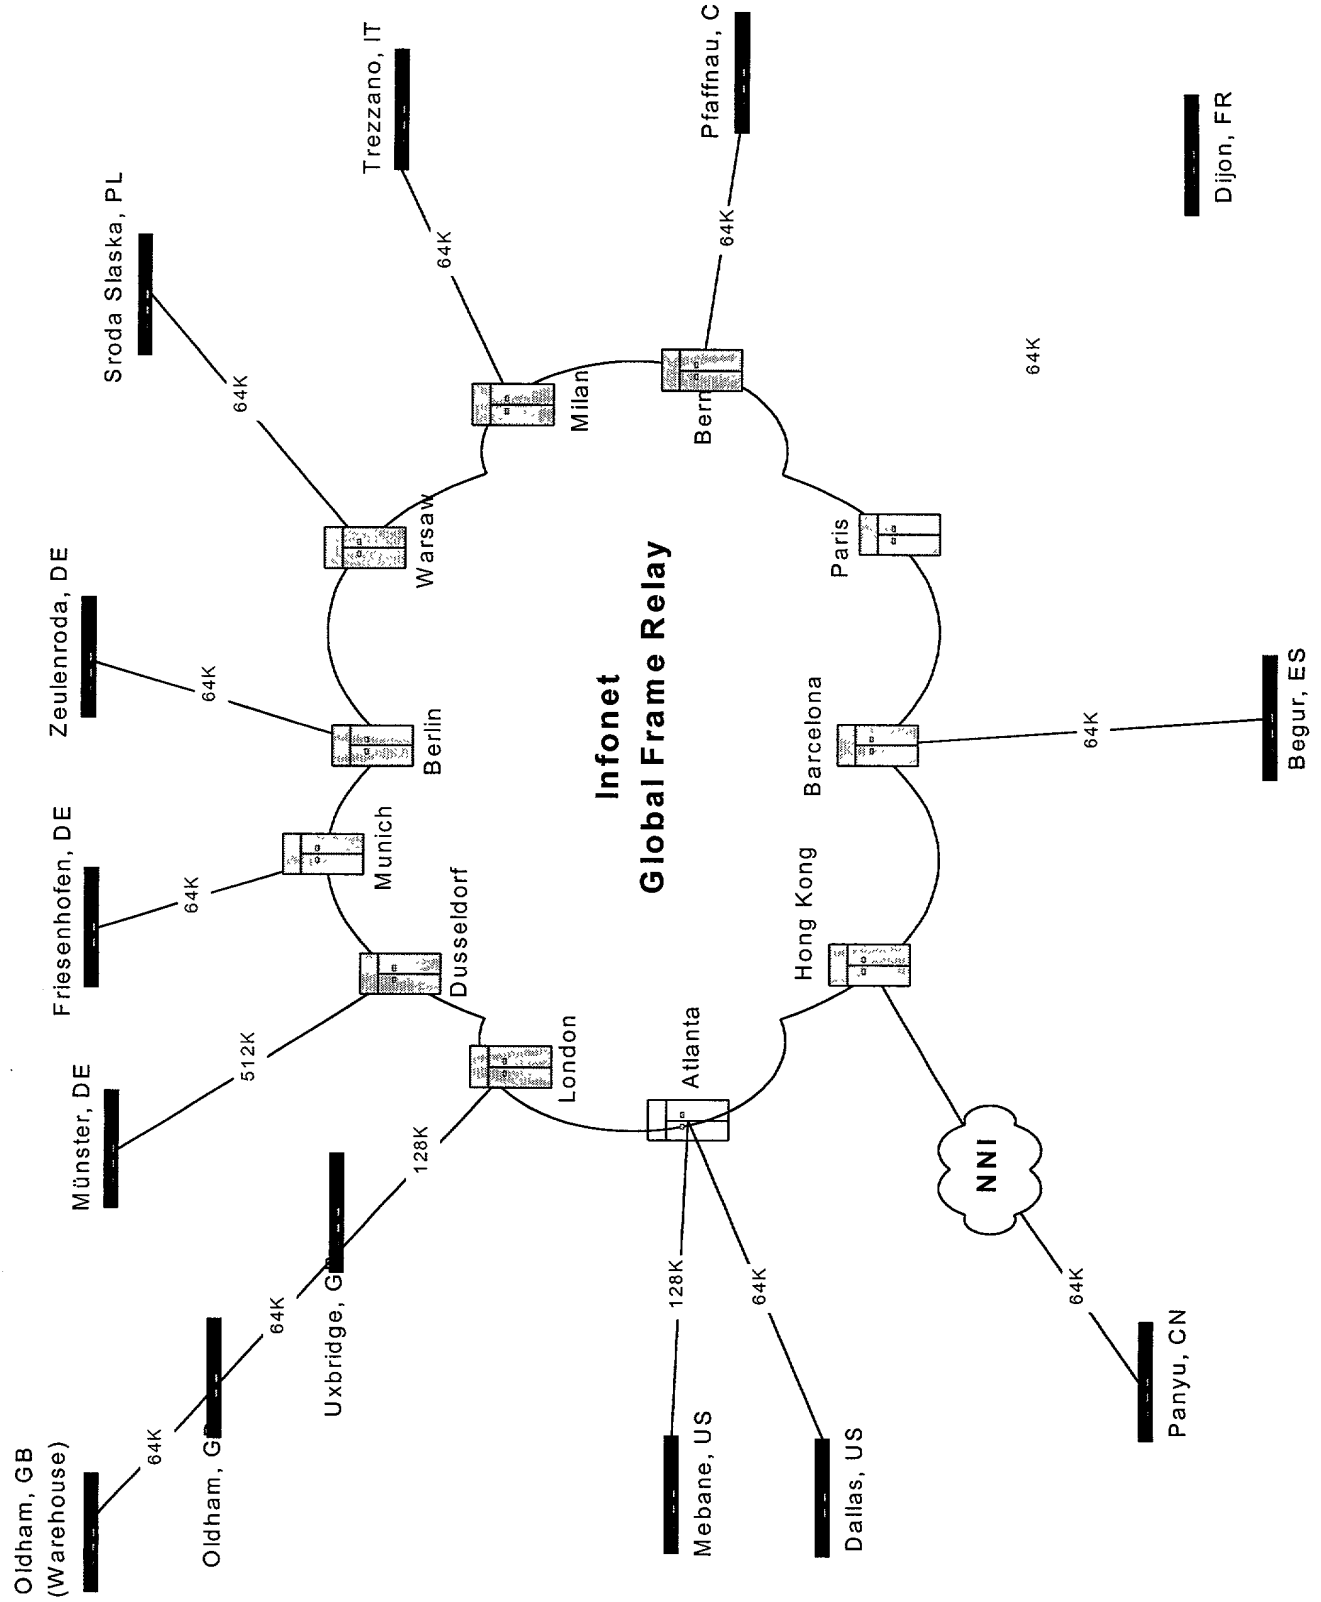 Oldham, GB
(Warehouse)
64K
Oldham, G
64K
Uxbridge, G
128K
Münster, DE
512K
Friesenhofen, DE
64K
Zeulenroda, DE
64K
Sroda Slaska, PL
64K
Trezzano, IT
64K
Pfaffnau, C
64K
London
Dusseldorf
Munich
Berlin
Warsaw
Milan
Bern
Infonet
Global Frame Relay
Atlanta
Hong Kong
Barcelona
Paris
128K
Mebane, US
64K
Dallas, US
NNI
64K
Panyu, CN
64K
Begur, ES
64K
Dijon, FR